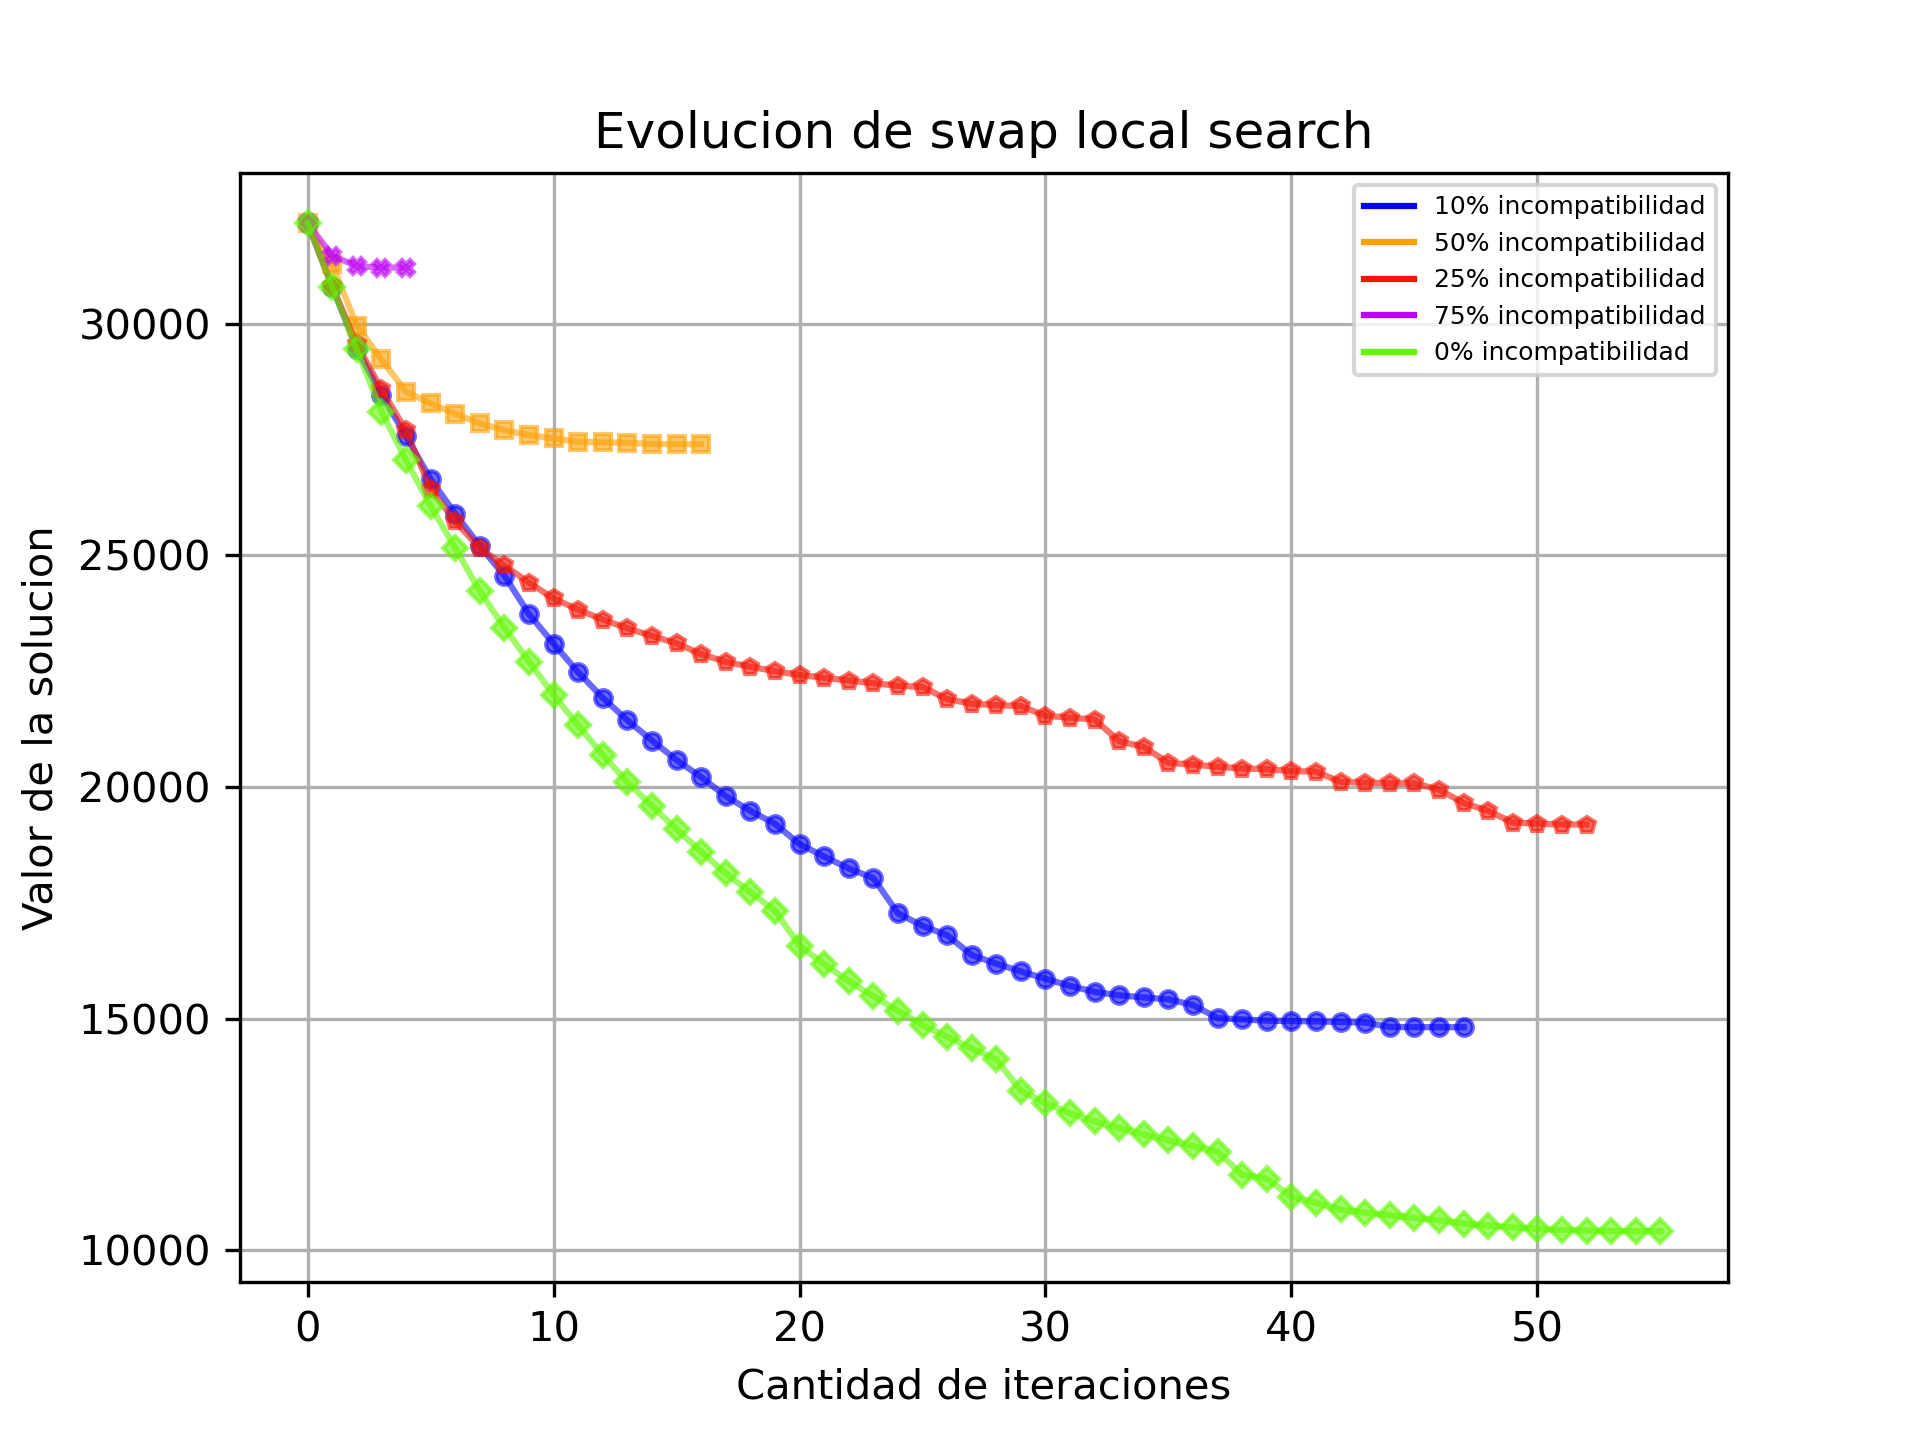 Evolucion de swap local search
10% incompatibilidad
50% incompatibilidad
25% incompatibilidad
75% incompatibilidad
0% incompatibilidad
Valor de la solucion
30000
25000
20000
15000
10000
0 10 20 30 40 50
Cantidad de iteraciones